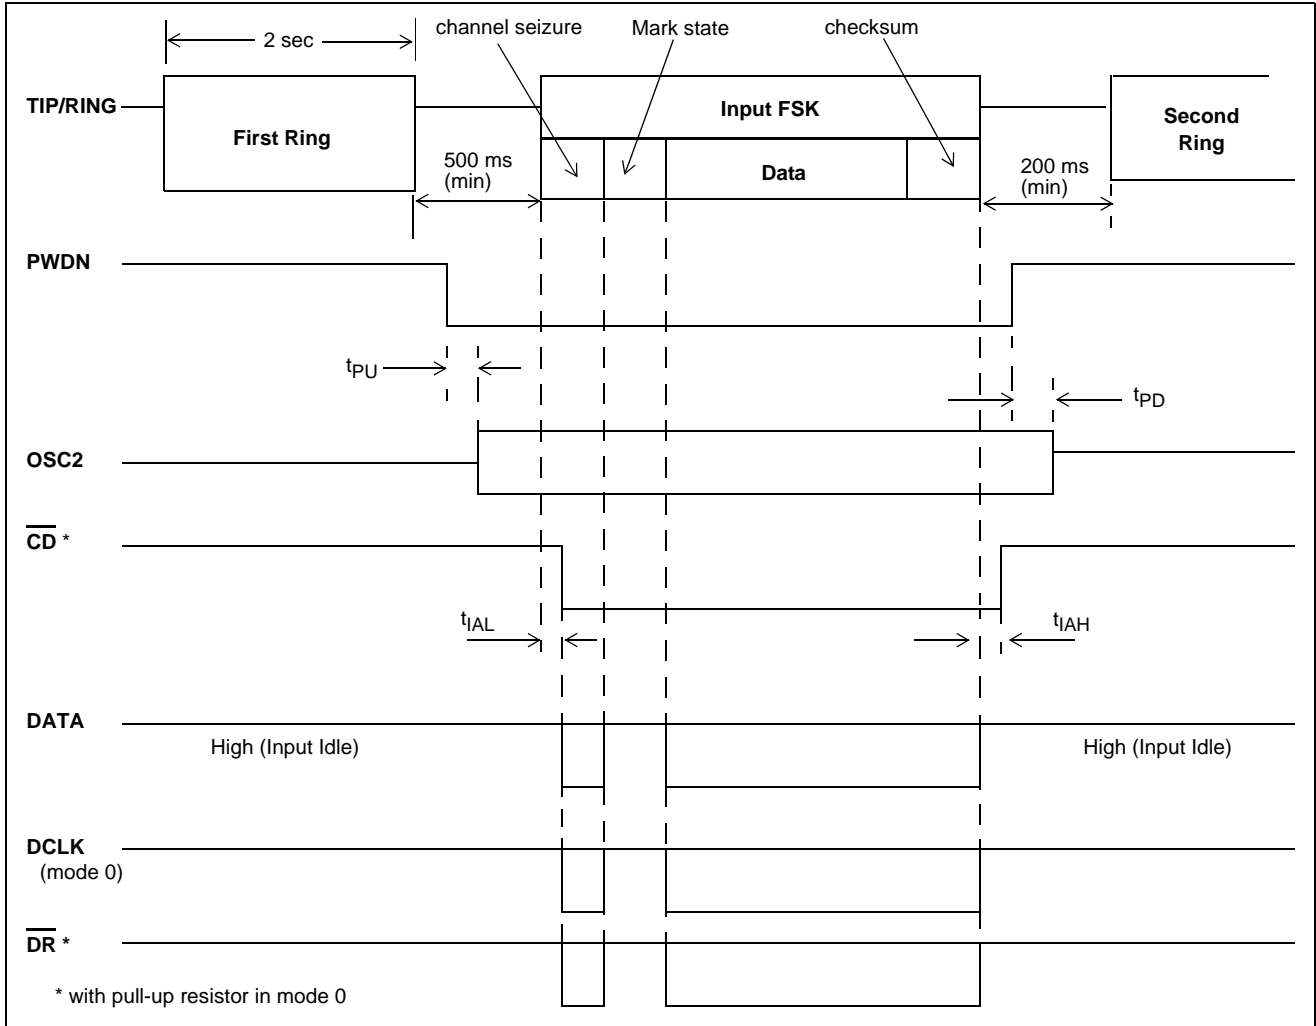 channel seizure
Mark state
checksum
2 sec
TIP/RING
First Ring
Input FSK
Second
Ring
500 ms
(min)
Data
200 ms
(min)
PWDN
tPU
tPD
OSC2
CD *
tIAL
tIAH
DATA
High (Input Idle)
High (Input Idle)
DCLK
(mode 0)
DR *
* with pull-up resistor in mode 0